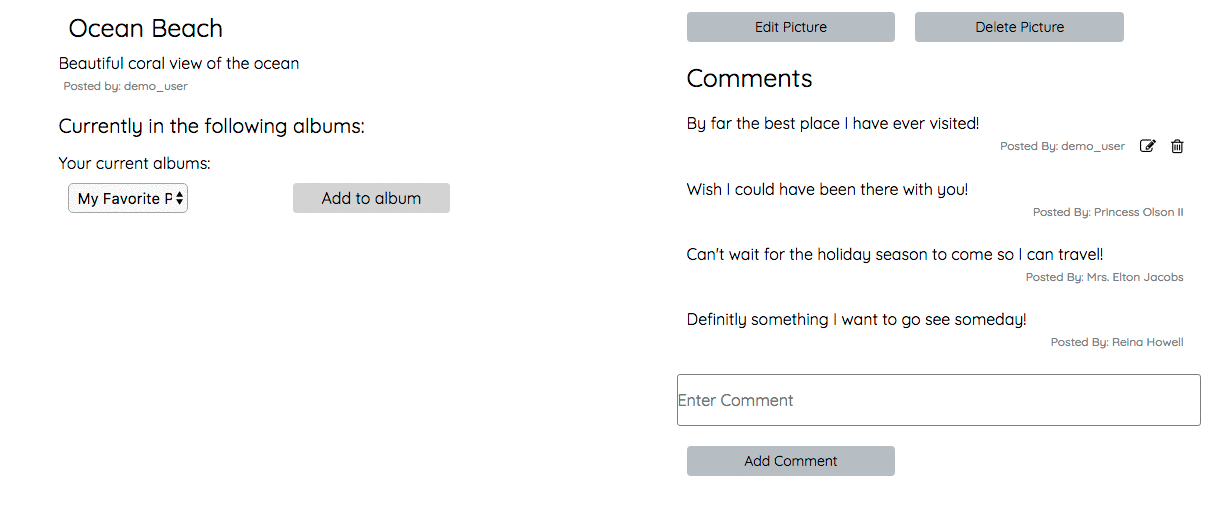 Ocean Beach
Beautiful coral view of the ocean
Posted by: demo_user
Currently in the following albums:
Your current albums:
My Favorite P
Add to album
Edit Picture
Delete Picture
Comments
By far the best place I have ever visited!
Posted By: demo_user
Wish I could have been there with you!
Posted By: Princess Olson II
Can't wait for the holiday season to come so I can travel!
Posted By: Mrs. Elton Jacobs
Definitly something I want to go see someday!
Posted By: Reina Howell
Enter Comment
Add Comment